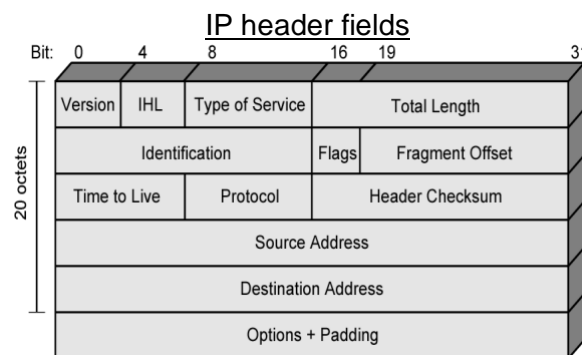 IP header fields
Bit: 0 4 8 16 19 31
Version IHL Type of Service Total Length
Identification Flags Fragment Offset
20 octets
Time to Live Protocol Header Checksum
Source Address
Destination Address
Options + Padding